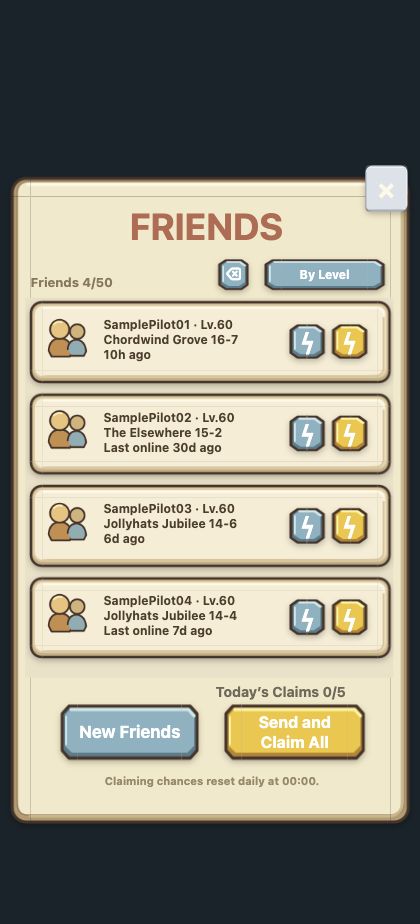 FRIENDS
Friends 4/50
By Level
SamplePilot01 · Lv.60
Chordwind Grove 16-7
10h ago
SamplePilot02 · Lv.60
The Elsewhere 15-2
Last online 30d ago
SamplePilot03 · Lv.60
Jollyhats Jubilee 14-6
6d ago
SamplePilot04 · Lv.60
Jollyhats Jubilee 14-4
Last online 7d ago
Today's Claims 0/5
New Friends
Send and
Claim All
Claiming chances reset daily at 00:00.